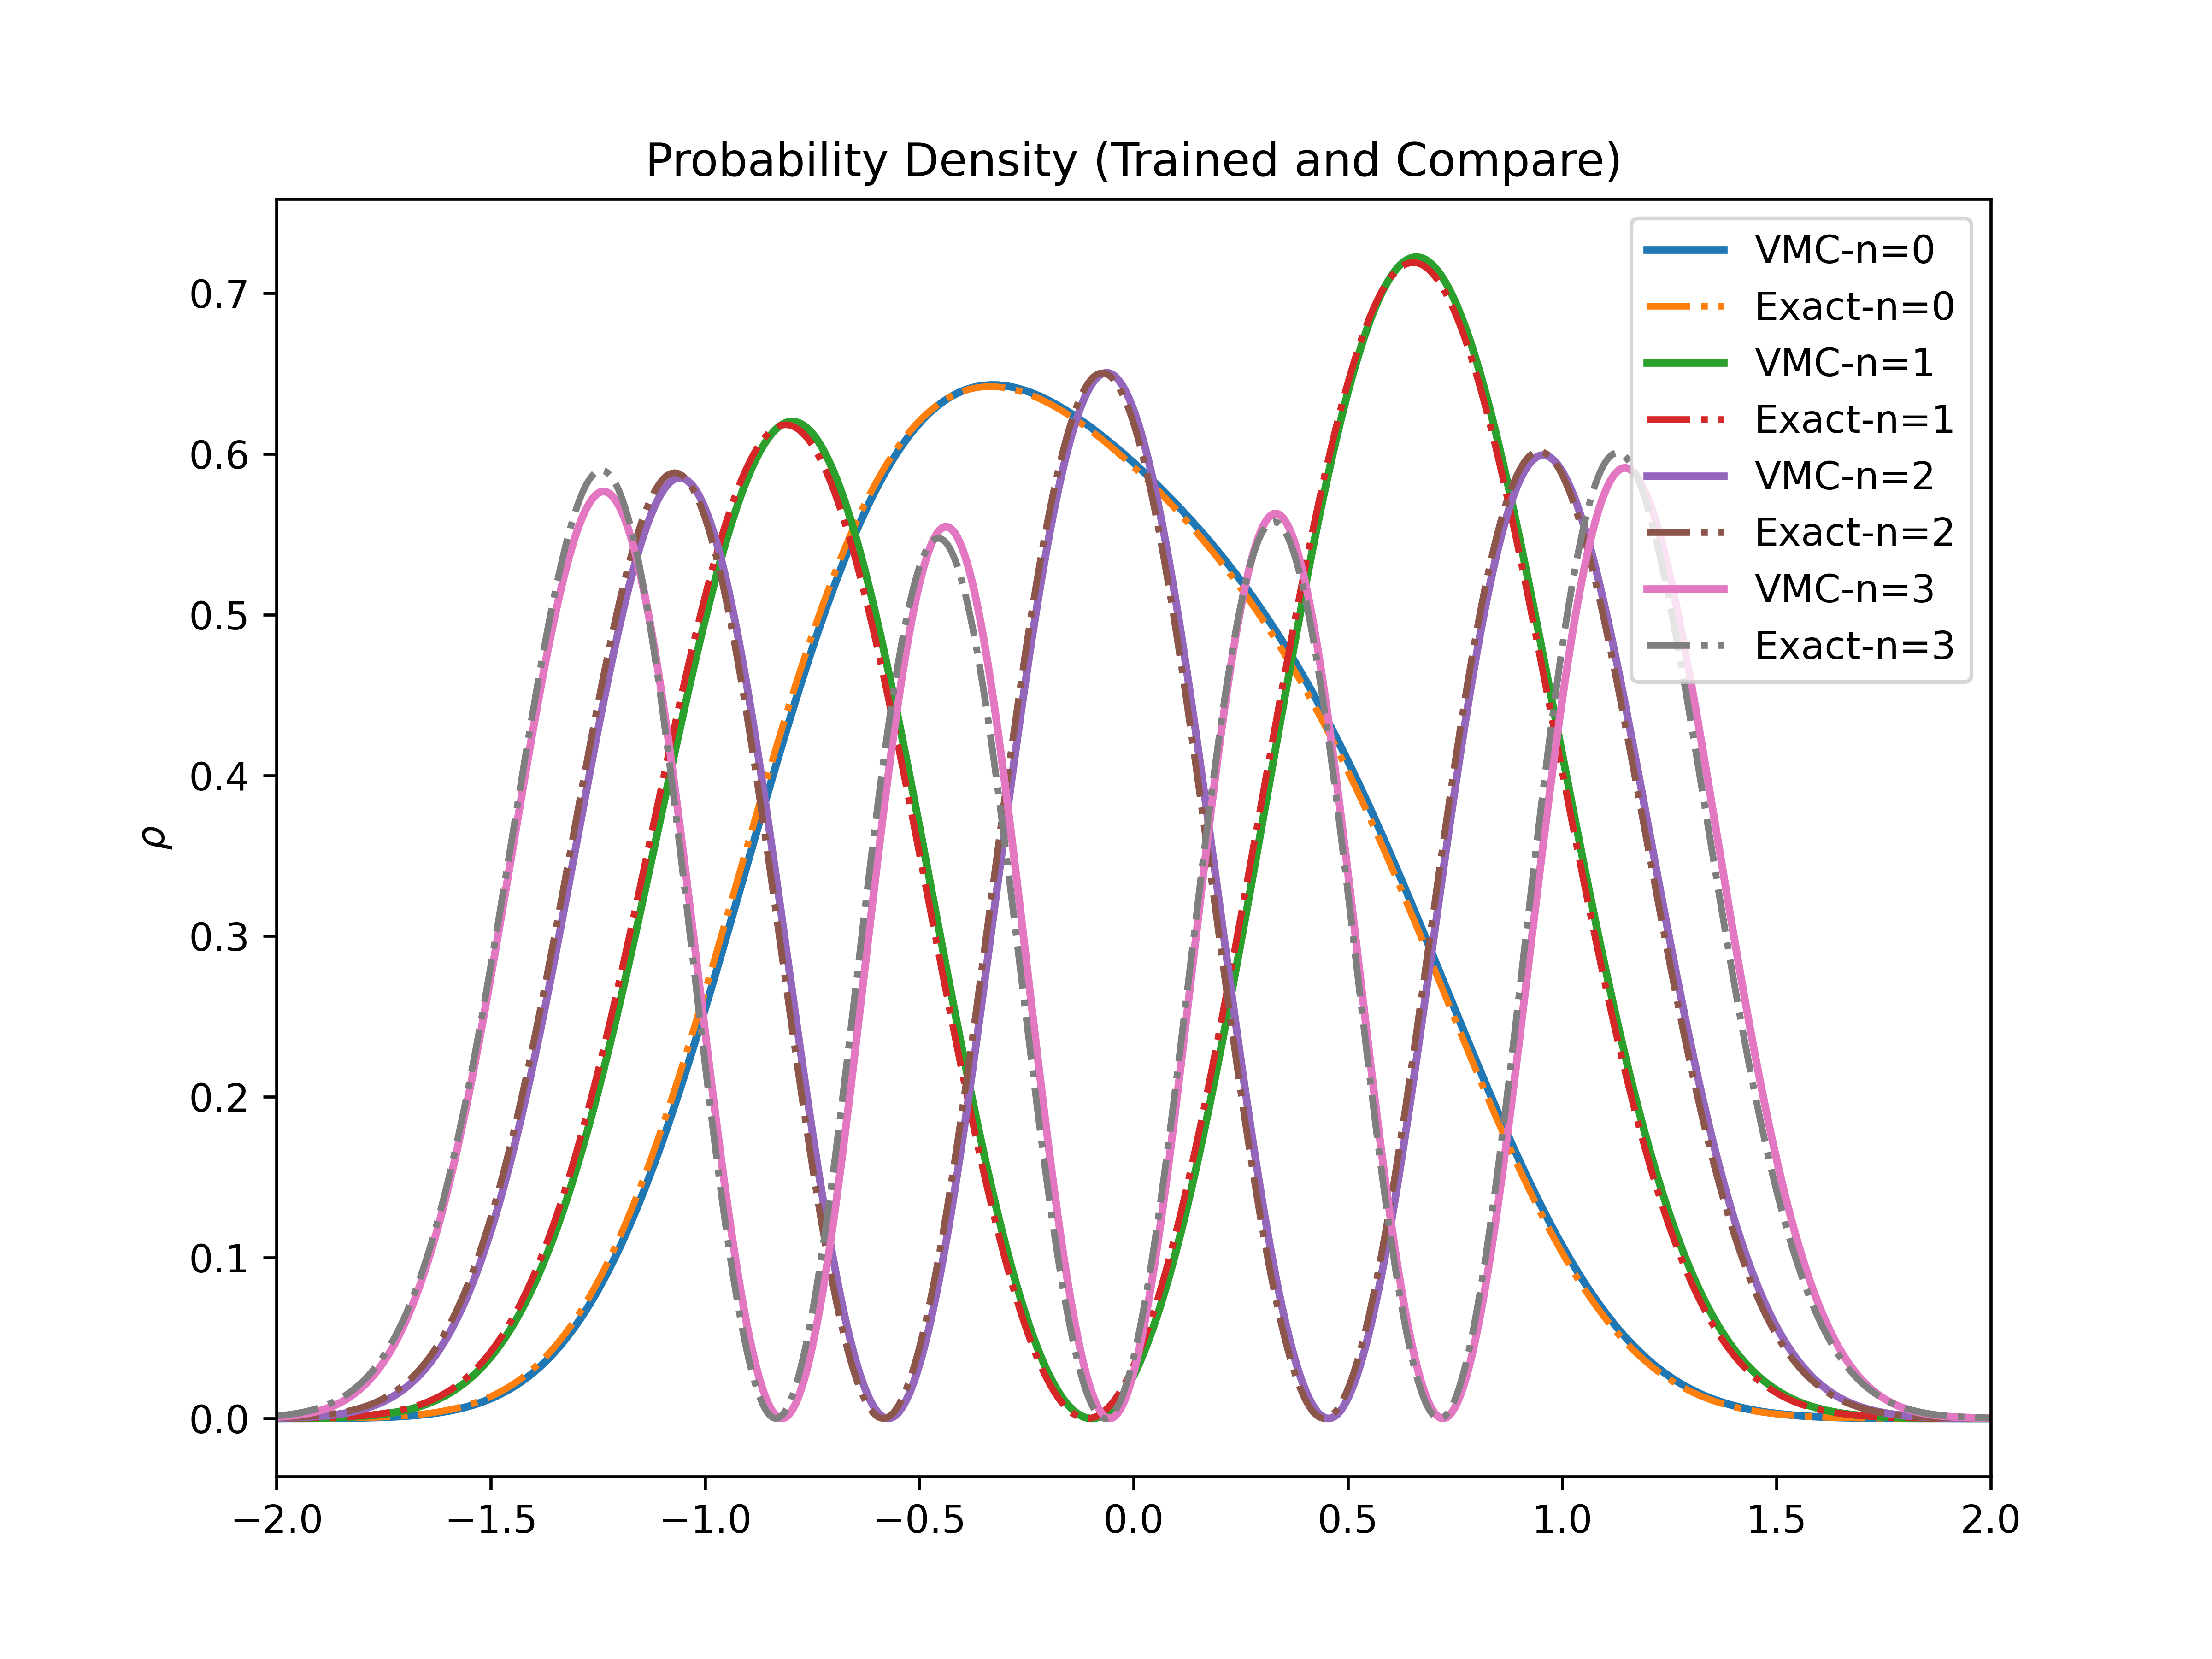 Probability Density (Trained and Compare)
ρ
0.7
0.6
0.5
0.4
0.3
0.2
0.1
0.0
−2.0 −1.5 −1.0 −0.5 0.0 0.5 1.0 1.5 2.0
VMC-n=0
Exact-n=0
VMC-n=1
Exact-n=1
VMC-n=2
Exact-n=2
VMC-n=3
Exact-n=3